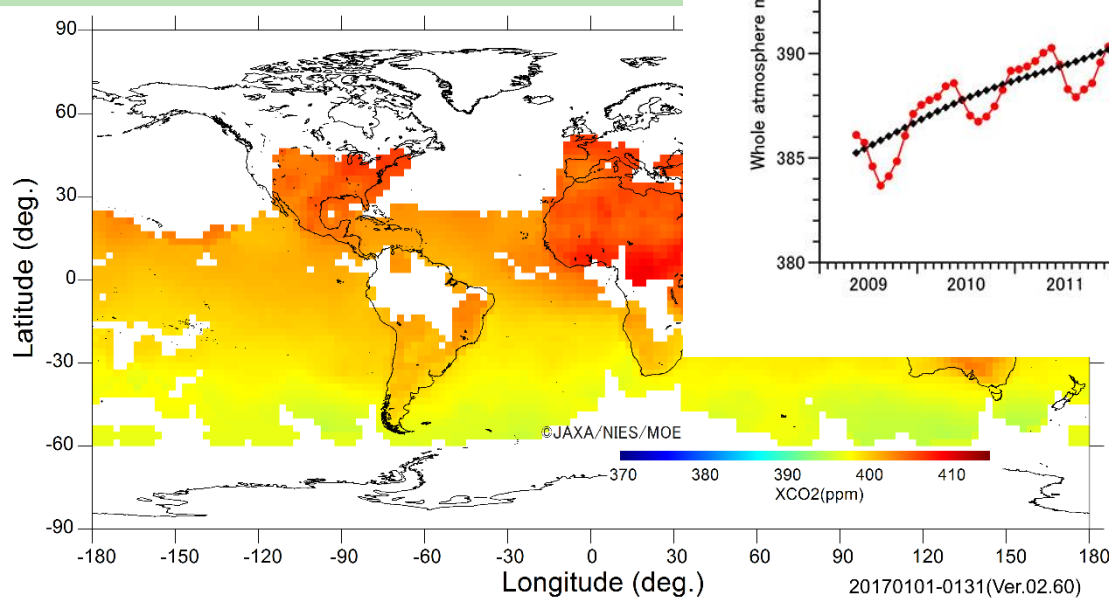 392
390
385
380
Whole atmosphere
2009 2010 2011
90
60
30
0
-30
-60
-90
Latitude (deg.)
©JAXA/NIES/MOE
370 380 390 400 410
XCO2(ppm)
-180 -150 -120 -90 -60 -30 0 30 60 90 120 150 180
Longitude (deg.)
20170101-0131(Ver.02.60)